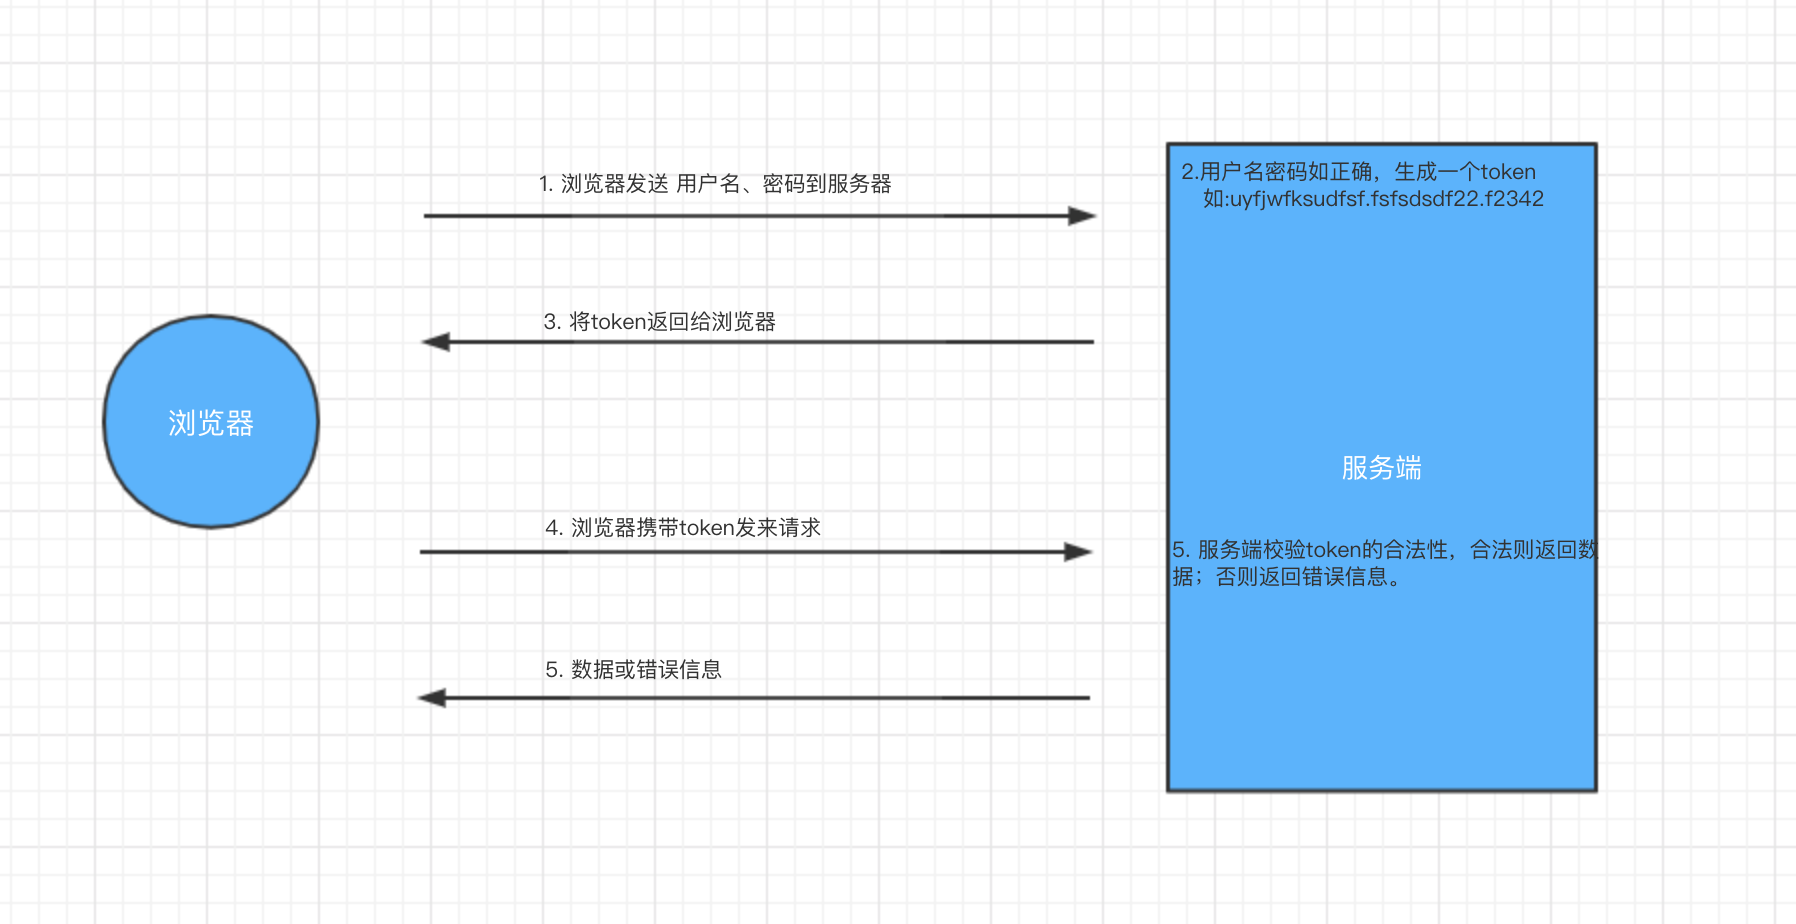 1. 浏览器发送 用户名、密码到服务器
2.用户名密码如正确，生成一个token
如:uyfjwfksudfsf.fsfsdsdf22.f2342
3. 将token返回给浏览器
浏览器
服务端
4. 浏览器携带token发来请求
5. 服务端校验token的合法性，合法则返回数
据；否则返回错误信息。
5. 数据或错误信息